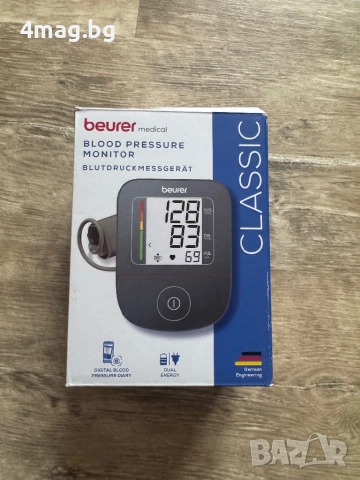 4mag.bg
beurer medical
BLOOD PRESSURE
MONITOR
BLUTDRUCKMESSGERÄT
CLASSIC
beurer
128
83
69
DIGITAL BLOOD
PRESSURE DIARY
DUAL
ENERGY
German
Engineering
BAZAR